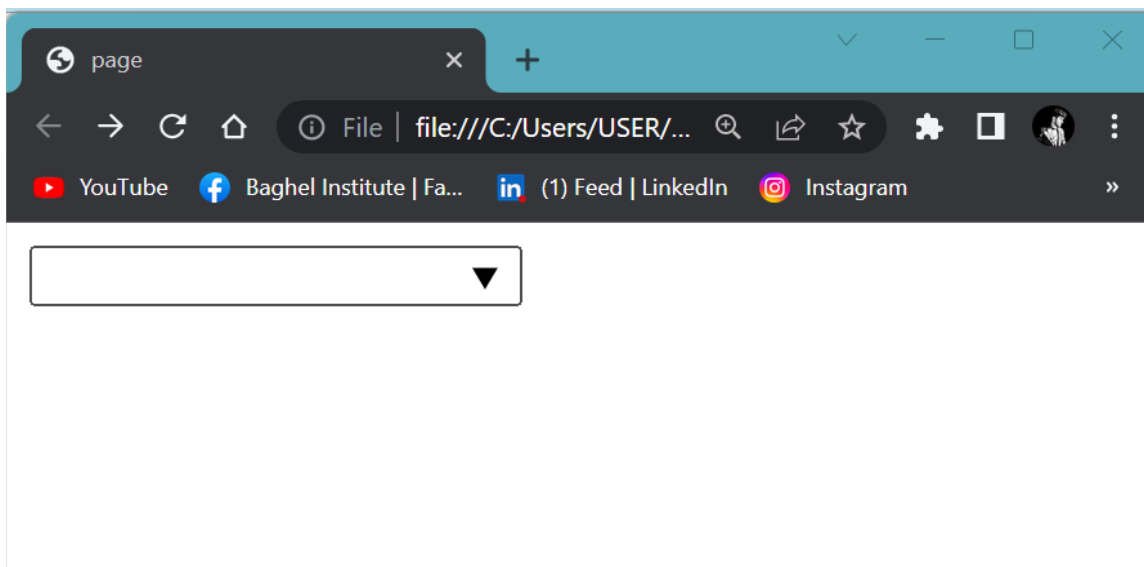 page
File | file:///C:/Users/USER/...
YouTube Baghel Institute | Fa... (1) Feed | LinkedIn Instagram »